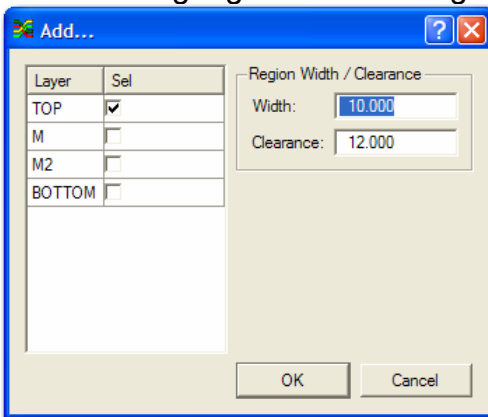 Add...
Layer Sel
TOP
M
M2
BOTTOM
Region Width / Clearance
Width: 10.000
Clearance: 12.000
OK Cancel